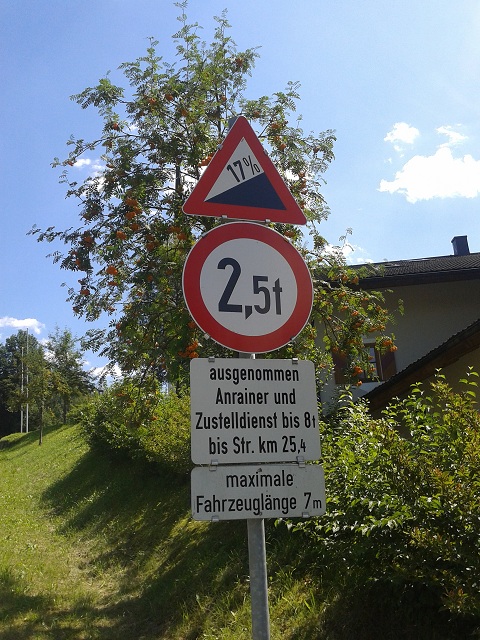 17%
2,5t
ausgenommen
Anrainer und
Zustelldienst bis 8t
bis Str. km 25,4
maximale
Fahrzeuglänge 7m